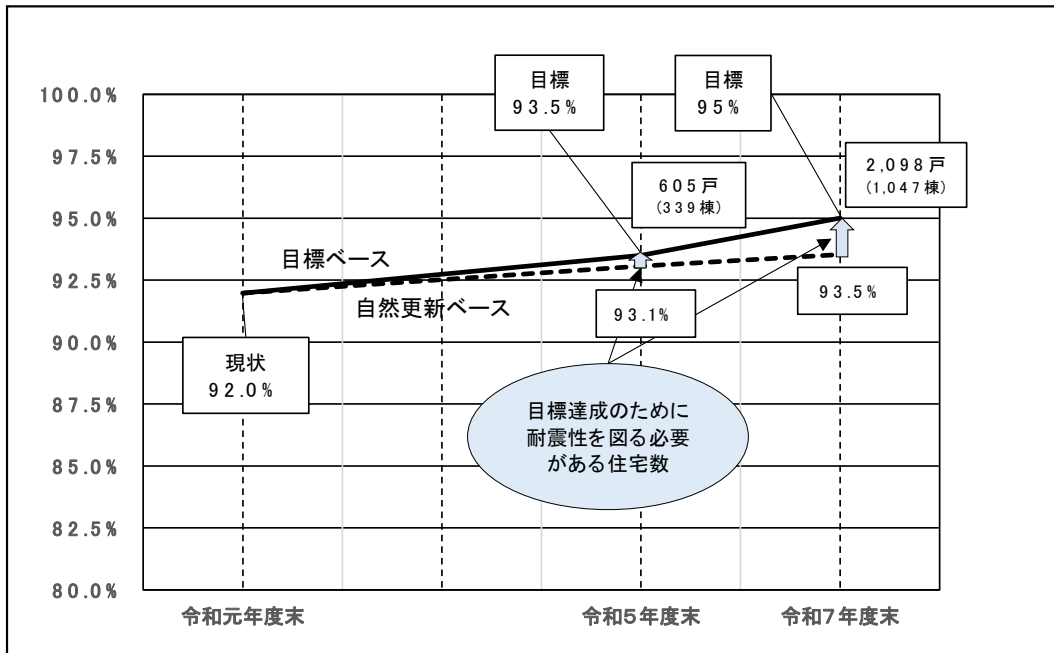 目標
93.5%
目標
95%
100.0%
97.5%
95.0%
92.5%
90.0%
87.5%
85.0%
82.5%
80.0%
605戸
(339棟)
2,098戸
(1,047棟)
目標ベース
自然更新ベース
93.1%
93.5%
現状
92.0%
目標達成のために
耐震性を図る必要
がある住宅数
令和元年度末
令和5年度末
令和7年度末